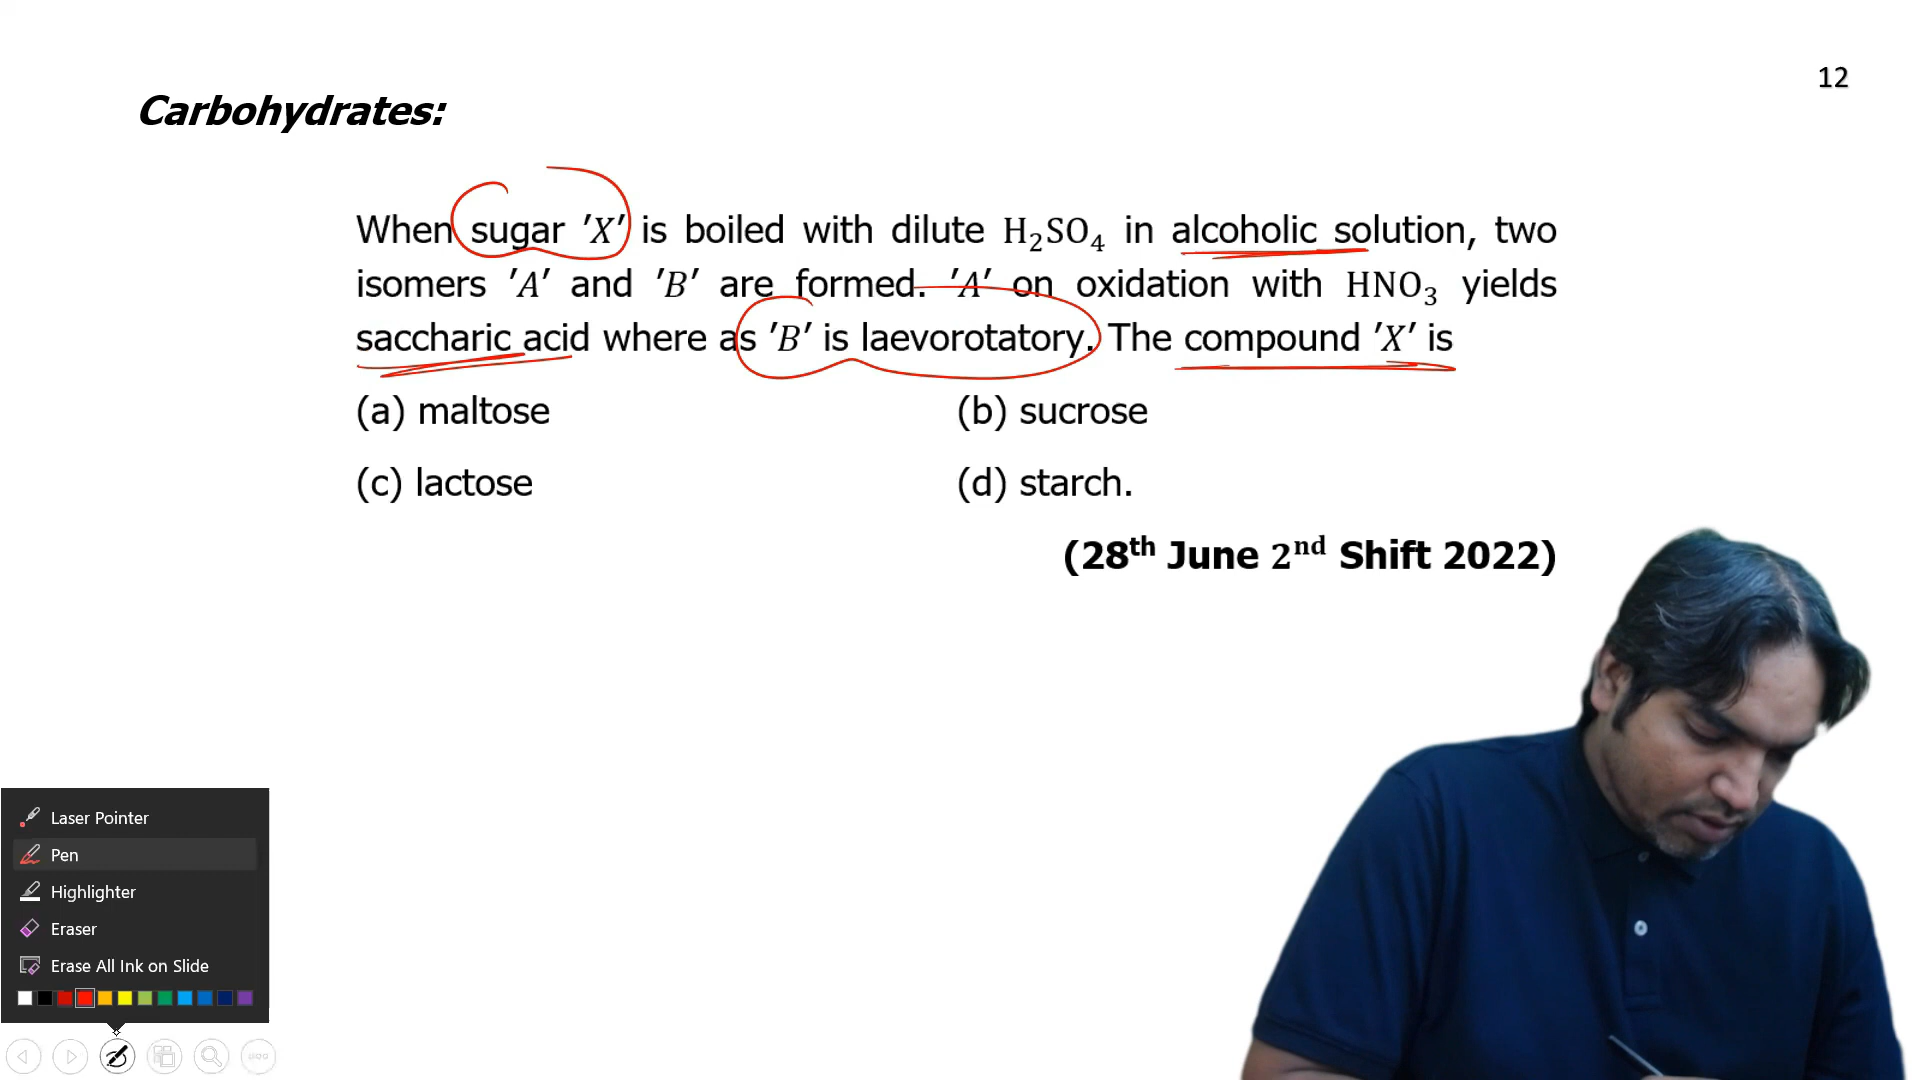 12
Carbohydrates:
When sugar ′X′ is boiled with dilute H₂SO₄ in alcoholic solution, two
isomers ′A′ and ′B′ are formed. ′A′ on oxidation with HNO₃ yields
saccharic acid where as ′B′ is laevorotatory. The compound ′X′ is
(a) maltose (b) sucrose
(c) lactose (d) starch.
(28th June 2nd Shift 2022)
Laser Pointer
Pen
Highlighter
Eraser
Erase All Ink on Slide